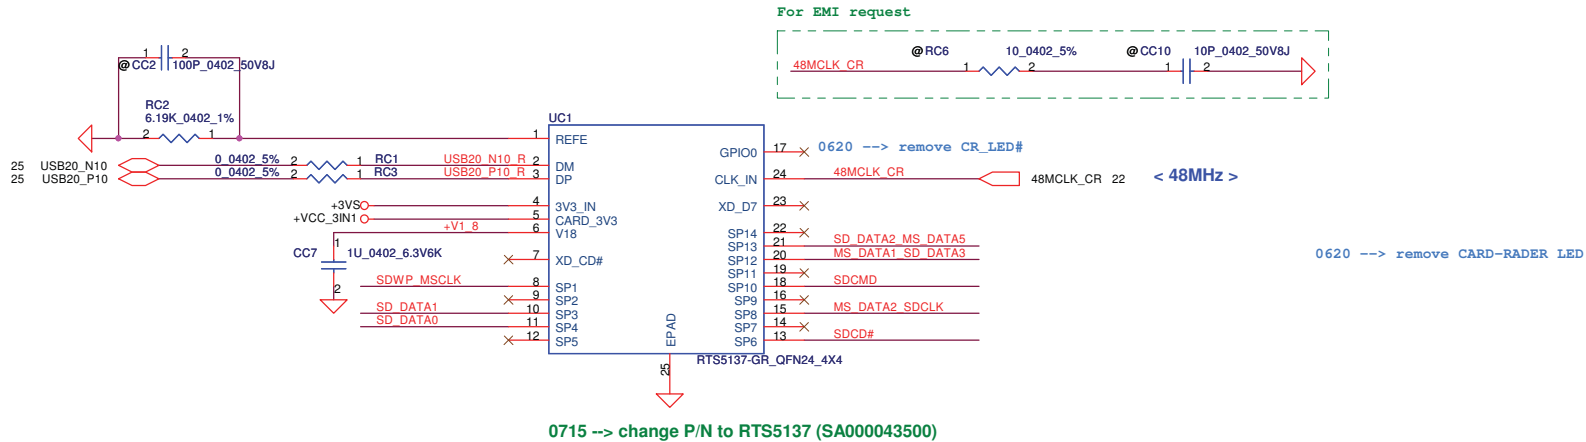 For EMI request
@RC6 10_0402_5% @CC10 10P_0402_50V8J
48MCLK_CR 1 2 1 2
1 2
@CC2 100P_0402_50V8J
RC2
6.19K_0402_1%
2 1
UC1
1 REFE
25 USB20_N10 0_0402_5% 2 1 RC1 USB20_N10_R 2 DM
25 USB20_P10 0_0402_5% 2 1 RC3 USB20_P10_R 3 DP
+3VS 4 3V3_IN
+VCC_3IN1 5 CARD_3V3
+V1_8 6 V18
1
CC7 1U_0402_6.3V6K
2
7 XD_CD#
SDWP_MSCLK 8 SP1
9 SP2
SD_DATA1 10 SP3
SD_DATA0 11 SP4
12 SP5
GPIO0 17 0620 --> remove CR_LED#
CLK_IN 24 48MCLK_CR 48MCLK_CR 22 < 48MHz >
XD_D7 23
SP14 22
SP13 21 SD_DATA2_MS_DATA5
SP12 20 MS_DATA1_SD_DATA3
SP11 19
SP10 18 SDCMD
SP9 16
SP8 15 MS_DATA2_SDCLK
SP7 14
SP6 13 SDCD#
0620 --> remove CARD-RADER LED
EPAD
25
RTS5137-GR_QFN24_4X4
0715 --> change P/N to RTS5137 (SA000043500)